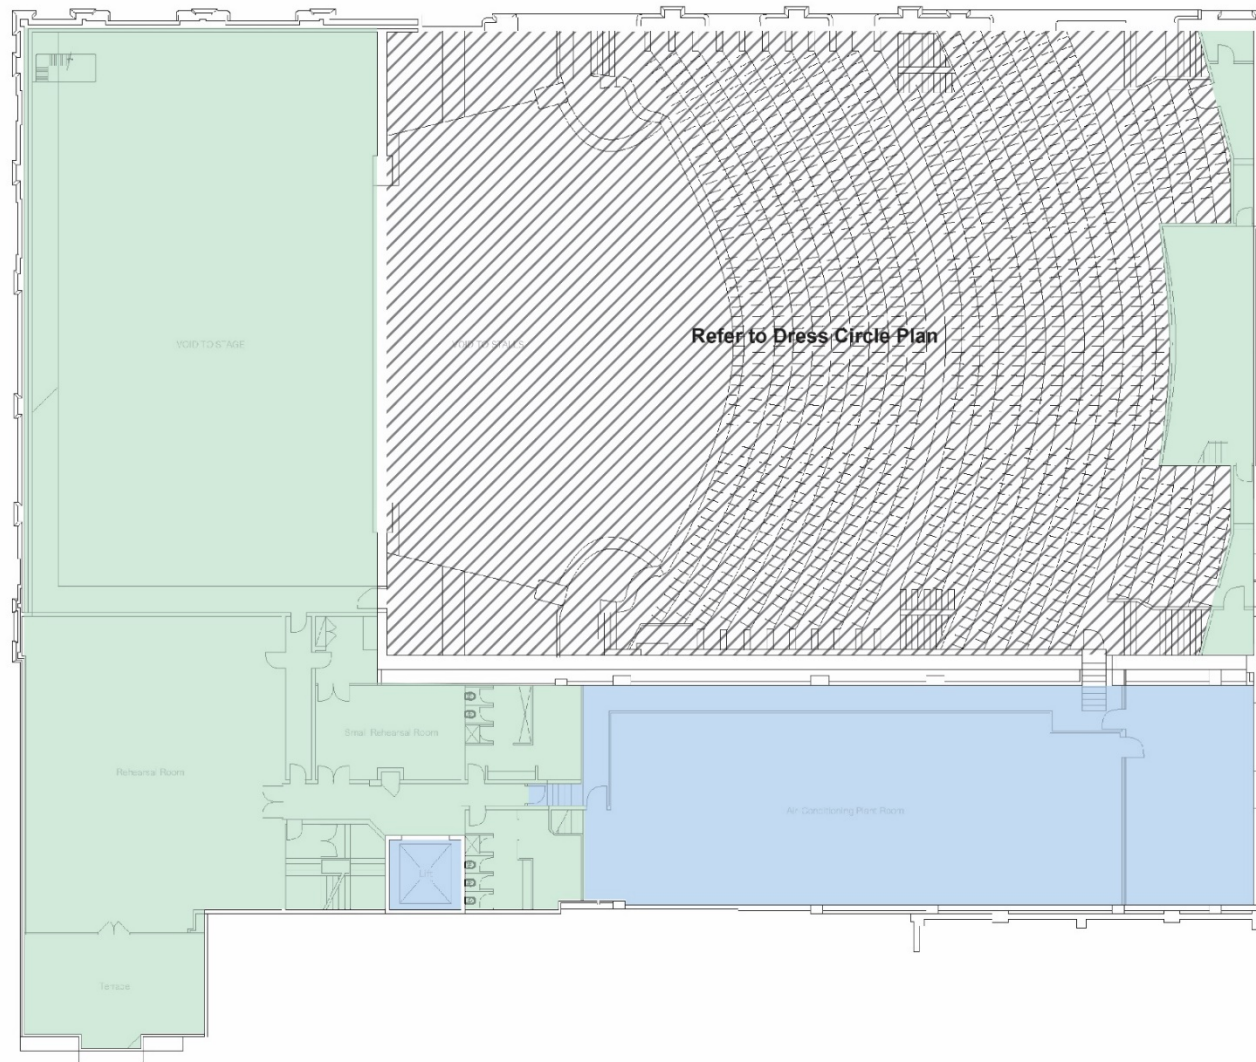 VOID TO STAGE
VOID TO STALLS
Refer to Dress Circle Plan
Small Rehearsal Room
Rehearsal Room
Air Conditioning Plant Room
Lift
Terrace